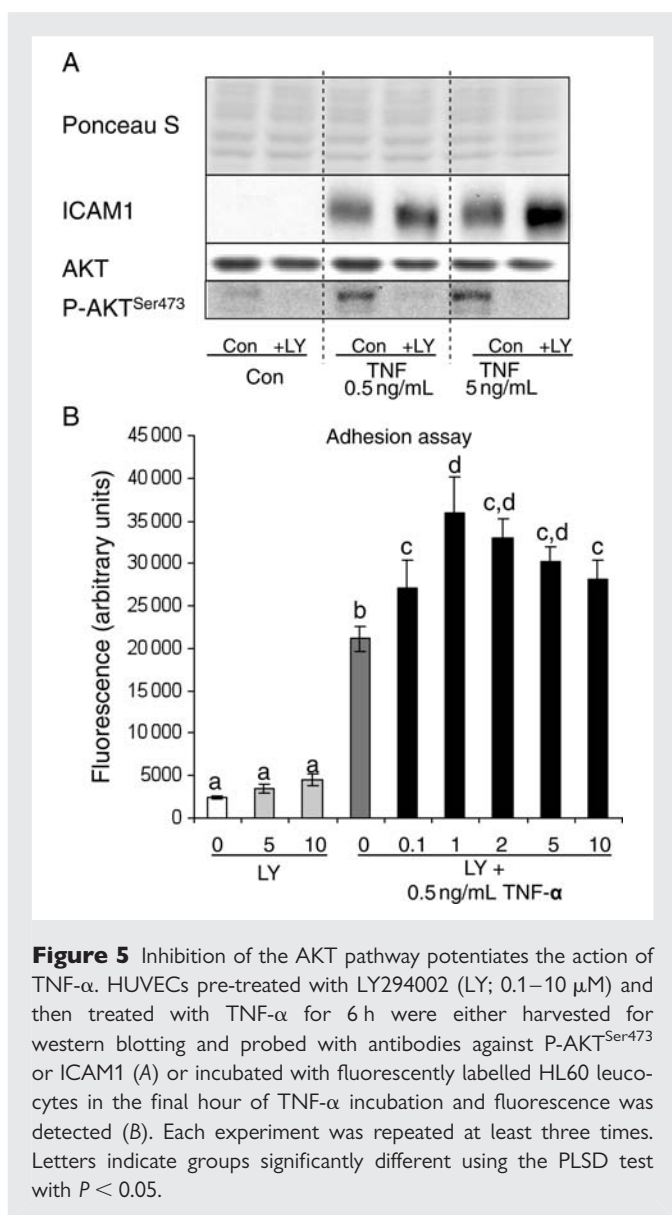 A
Ponceau S
ICAM1
AKT
P-AKT^Ser473
Con +LY Con +LY Con +LY
Con TNF 0.5 ng/mL TNF 5 ng/mL
B
Adhesion assay
Fluorescence (arbitrary units)
45 000
40 000
35 000
30 000
25 000
20 000
15 000
10 000
5000
0
a a a b c d c,d c,d c
0 5 10 0 0.1 1 2 5 10
LY LY +
0.5 ng/mL TNF-α
Figure 5 Inhibition of the AKT pathway potentiates the action of
TNF-α. HUVECs pre-treated with LY294002 (LY; 0.1–10 μM) and
then treated with TNF-α for 6 h were either harvested for
western blotting and probed with antibodies against P-AKT^Ser473
or ICAM1 (A) or incubated with fluorescently labelled HL60 leuco-
cytes in the final hour of TNF-α incubation and fluorescence was
detected (B). Each experiment was repeated at least three times.
Letters indicate groups significantly different using the PLSD test
with P < 0.05.